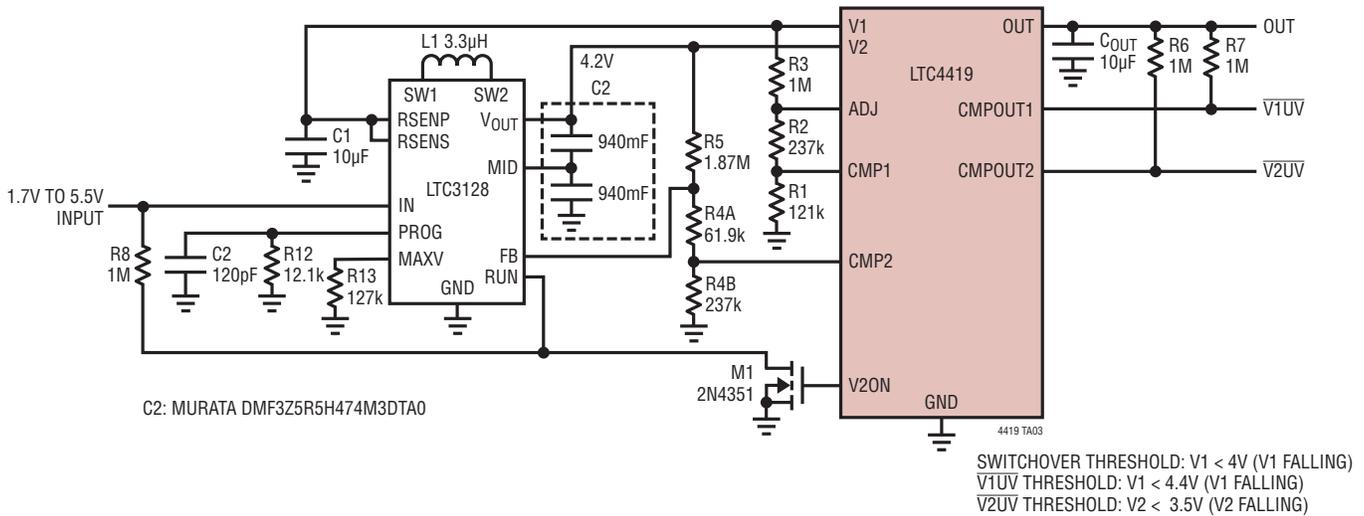 L1 3.3µH
SW1
SW2
RSENP
RSENS
VOUT
MID
LTC3128
IN
PROG
MAXV
FB
RUN
GND
C1
10µF
1.7V TO 5.5V
INPUT
R8
1M
C2
120pF
R12
12.1k
R13
127k
4.2V
C2
940mF
940mF
R5
1.87M
R4A
61.9k
R4B
237k
R3
1M
R2
237k
R1
121k
M1
2N4351
V1
V2
ADJ
CMP1
CMP2
V2ON
LTC4419
OUT
CMPOUT1
CMPOUT2
GND
COUT
10µF
R6
1M
R7
1M
OUT
V1UV
V2UV
C2: MURATA DMF3Z5R5H474M3DTA0
4419 TA03
SWITCHOVER THRESHOLD: V1 < 4V (V1 FALLING)
V1UV THRESHOLD: V1 < 4.4V (V1 FALLING)
V2UV THRESHOLD: V2 < 3.5V (V2 FALLING)